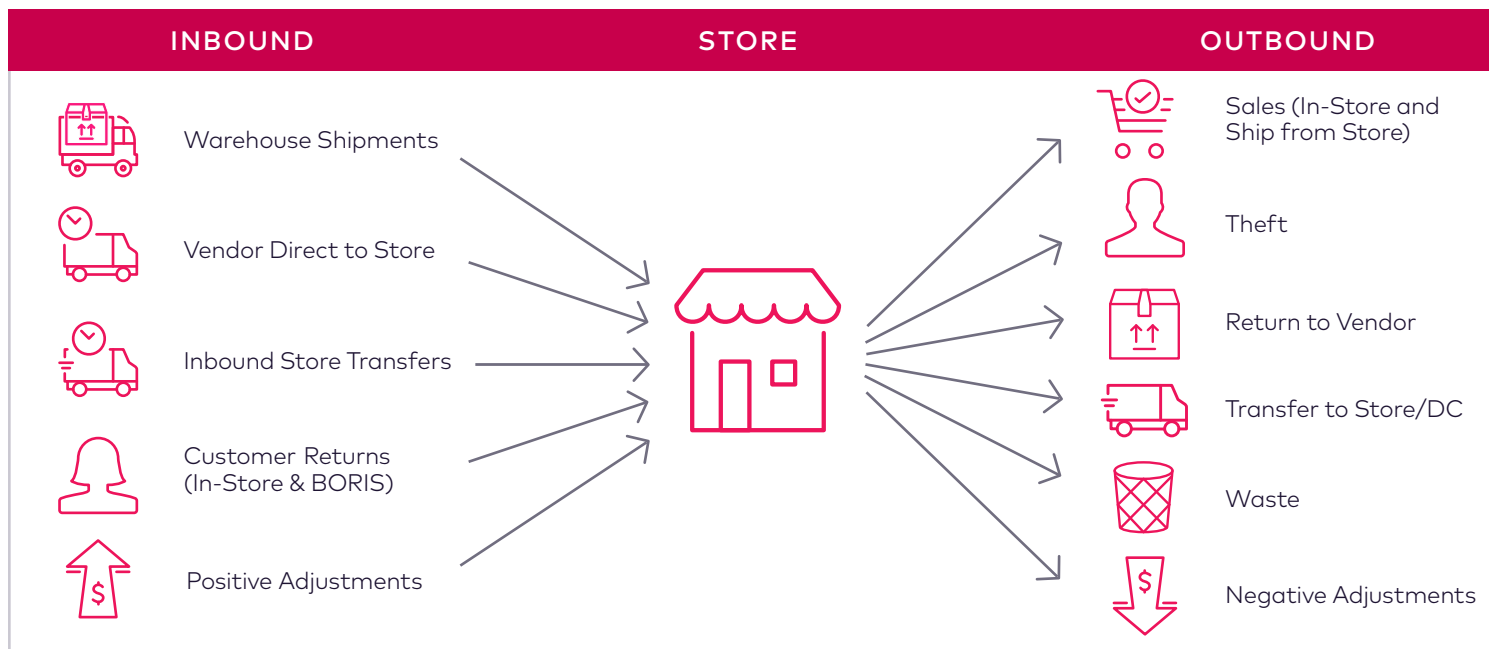 INBOUND
STORE
OUTBOUND
Warehouse Shipments
Vendor Direct to Store
Inbound Store Transfers
Customer Returns
(In-Store & BORIS)
$
Positive Adjustments
Sales (In-Store and
Ship from Store)
Theft
Return to Vendor
Transfer to Store/DC
Waste
$
Negative Adjustments